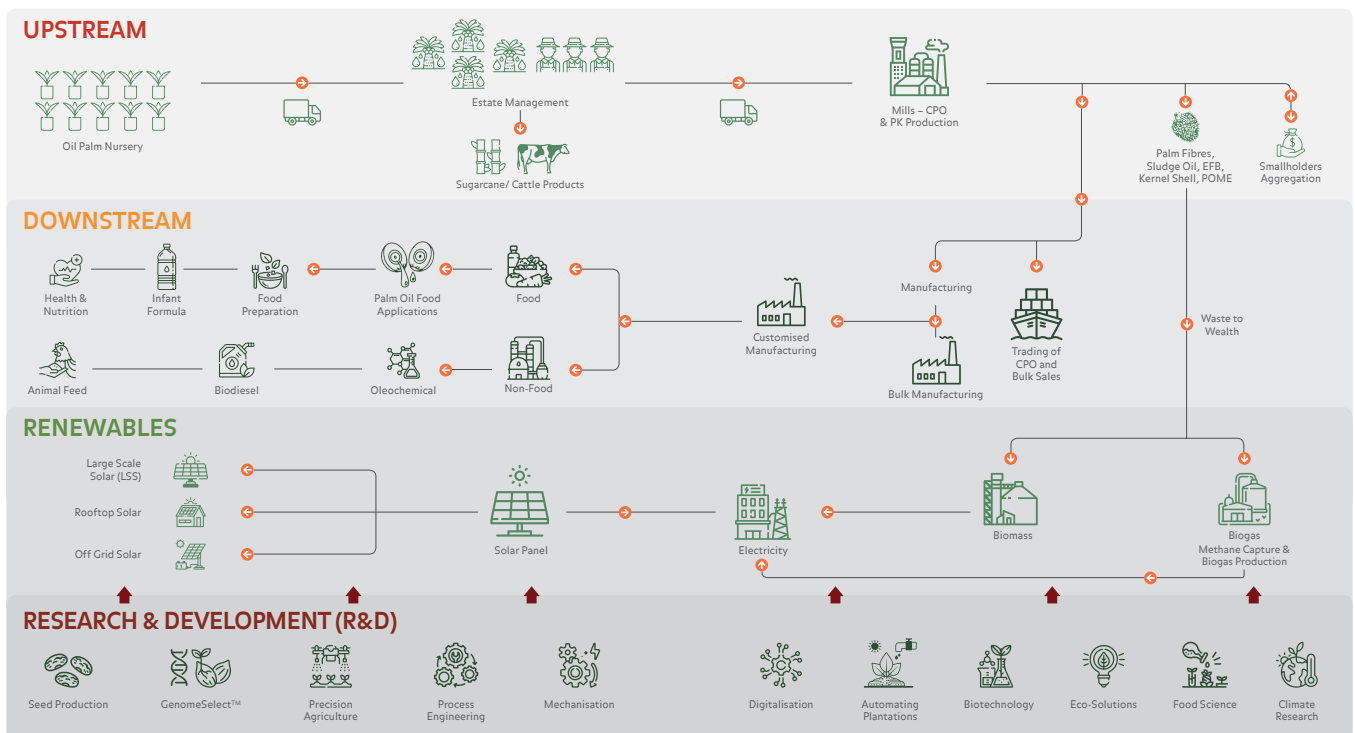 UPSTREAM
Oil Palm Nursery
Estate Management
Sugarcane/ Cattle Products
Mills – CPO
& PK Production
Palm Fibres,
Sludge Oil, EFB,
Kernel Shell, POME
Smallholders
Aggregation
DOWNSTREAM
Health &
Nutrition
Infant
Formula
Food
Preparation
Palm Oil Food
Applications
Food
Animal Feed
Biodiesel
Oleochemical
Non-Food
Customised
Manufacturing
Manufacturing
Bulk Manufacturing
Trading of
CPO and
Bulk Sales
Waste to
Wealth
RENEWABLES
Large Scale
Solar (LSS)
Rooftop Solar
Off Grid Solar
Solar Panel
Electricity
Biomass
Biogas
Methane Capture &
Biogas Production
RESEARCH & DEVELOPMENT (R&D)
Seed Production
GenomeSelect™
Precision
Agriculture
Process
Engineering
Mechanisation
Digitalisation
Automating
Plantations
Biotechnology
Eco-Solutions
Food Science
Climate
Research